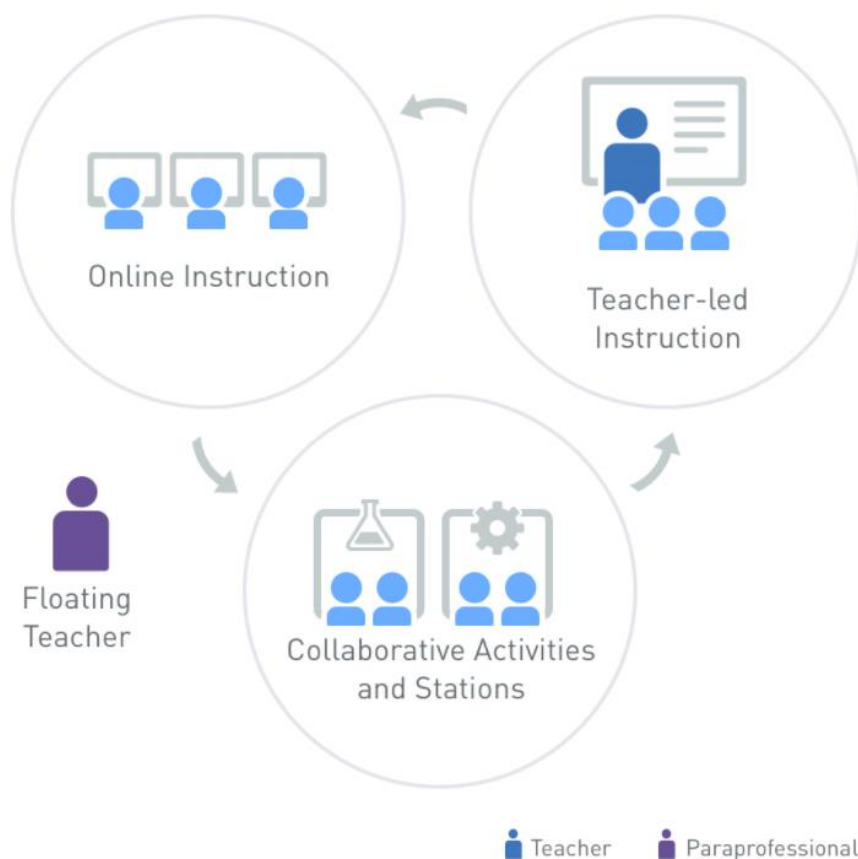 Online Instruction
Teacher-led
Instruction
Floating
Teacher
Collaborative Activities
and Stations
Teacher
Paraprofessional